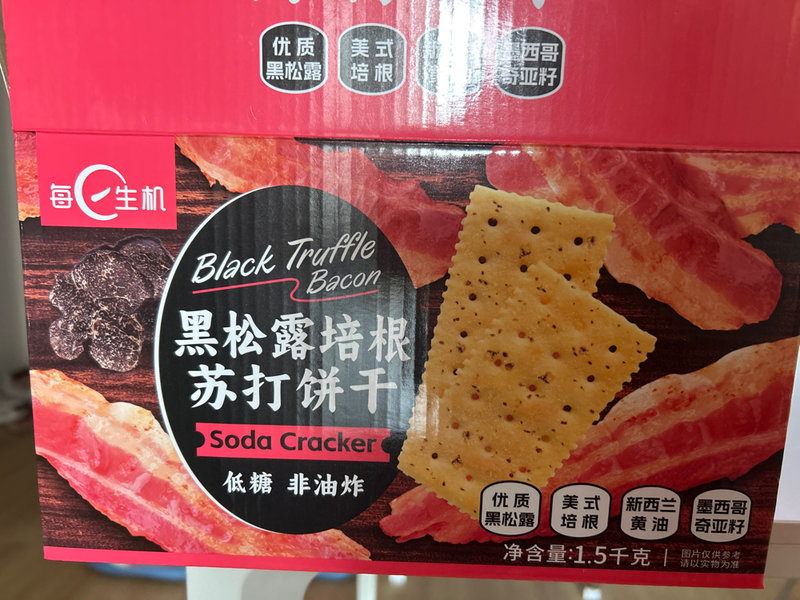 优质
黑松露
美式
培根
墨西哥
奇亚籽
每日生机
Black Truffle
Bacon
黑松露培根
苏打饼干
Soda Cracker
低糖 非油炸
优质
黑松露
美式
培根
新西兰
黄油
墨西哥
奇亚籽
净含量:1.5千克
图片仅供参考
请以实物为准